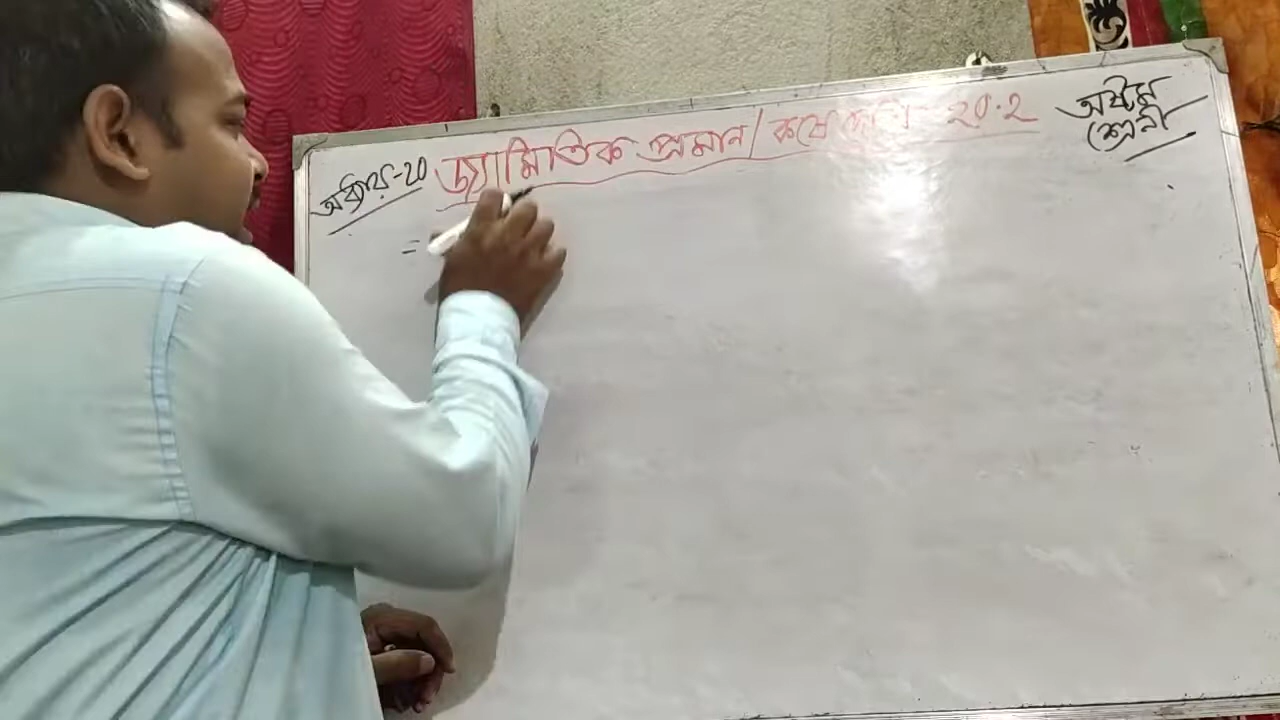 অধ্যায়-20 জ্যামিতিক প্রমান / কষে দেখি 20.2
অষ্টম
শ্রেনী
=